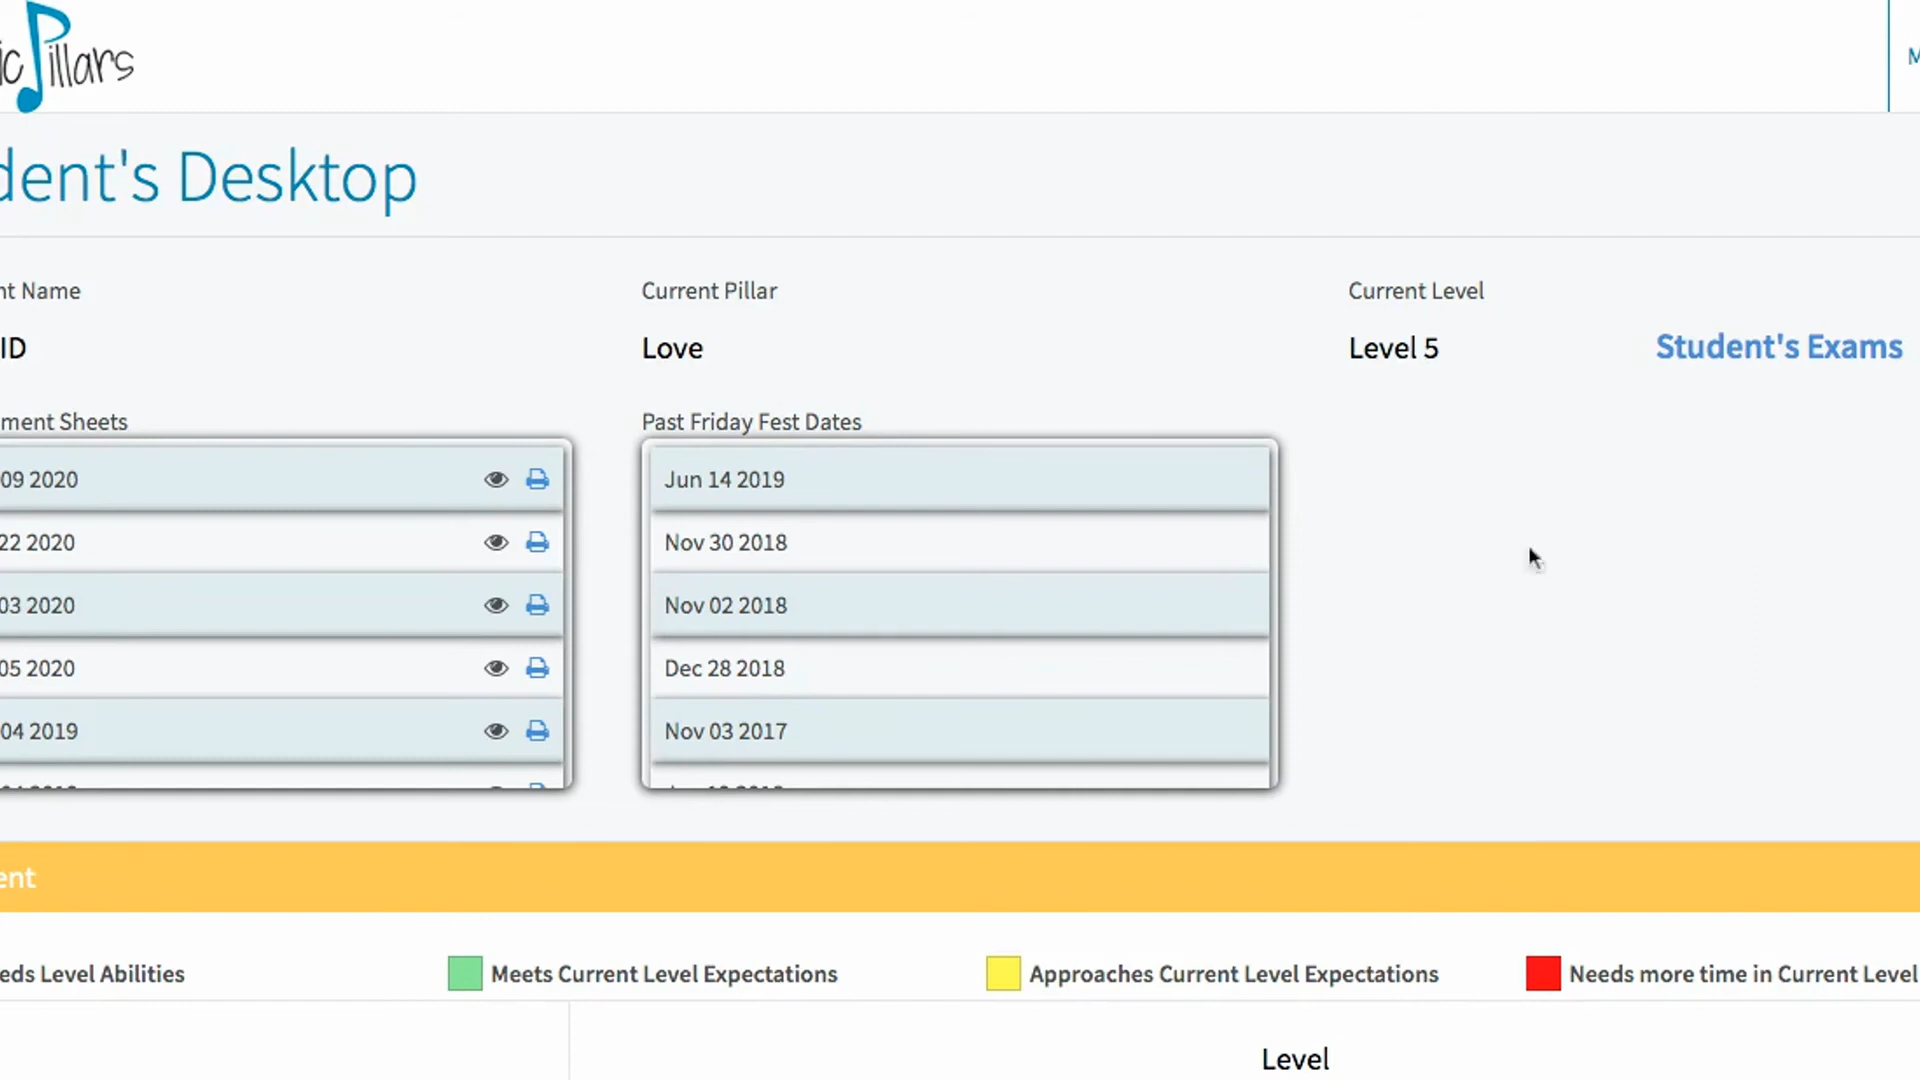 ic Pillars
M
dent's Desktop
nt Name
Current Pillar
Current Level
ID
Love
Level 5
Student's Exams
ment Sheets
Past Friday Fest Dates
09 2020
Jun 14 2019
22 2020
Nov 30 2018
03 2020
Nov 02 2018
05 2020
Dec 28 2018
04 2019
Nov 03 2017
ent
eds Level Abilities
Meets Current Level Expectations
Approaches Current Level Expectations
Needs more time in Current Level
Level